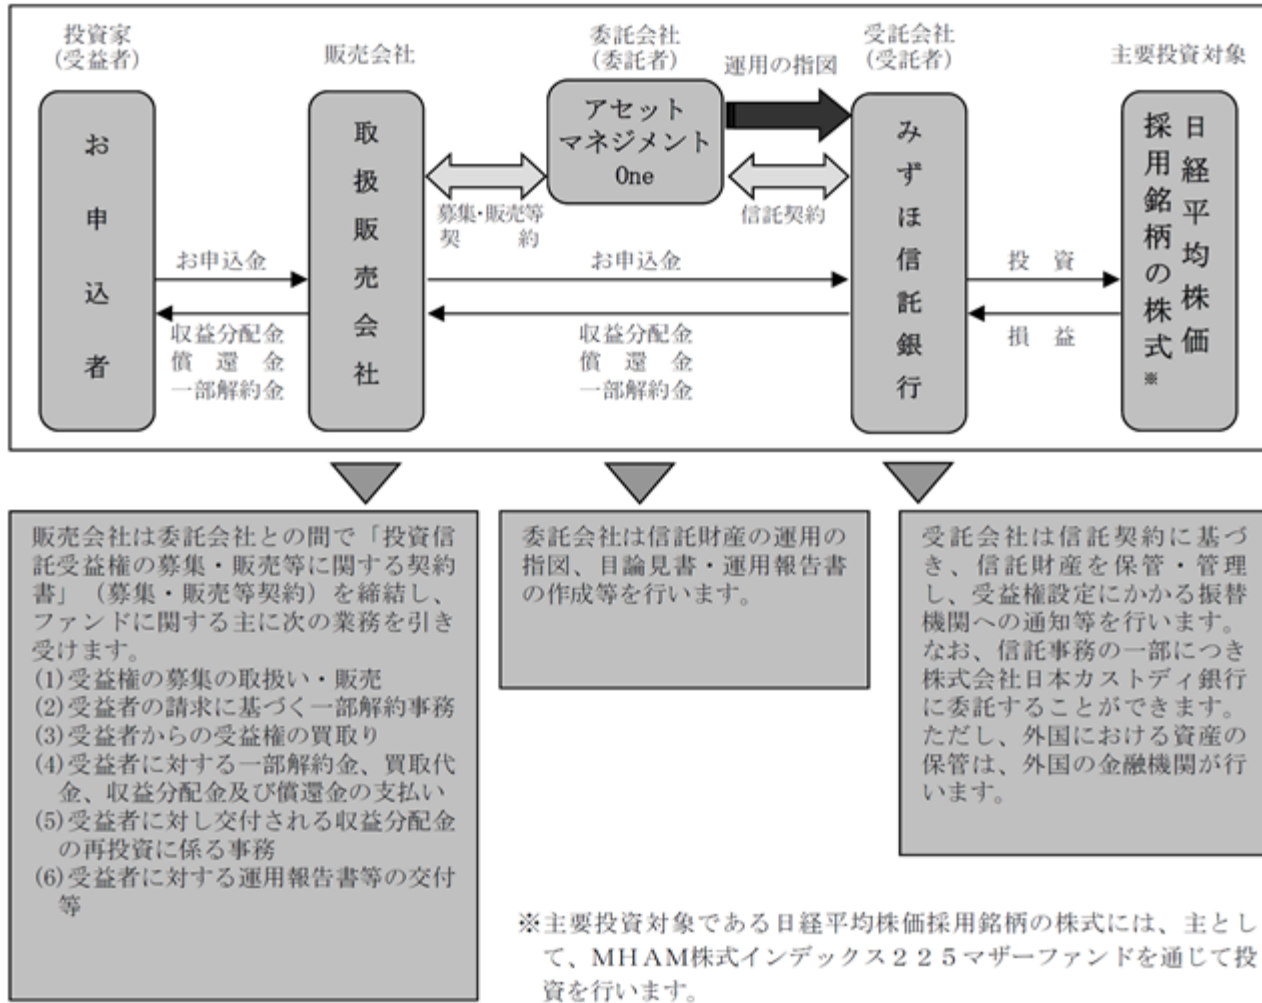 投資家
(受益者)
販売会社
委託会社
(委託者)
運用の指図
受託会社
(受託者)
主要投資対象
お申込者
取扱販売会社
アセット
マネジメント
One
みずほ信託銀行
日経平均株価
採用銘柄の株式※
募集・販売等
契約
信託契約
お申込金
収益分配金
償還金
一部解約金
お申込金
収益分配金
償還金
一部解約金
投資
損益
販売会社は委託会社との間で「投資信
託受益権の募集・販売等に関する契約
書」（募集・販売等契約）を締結し、
ファンドに関する主に次の業務を引き
受けます。
(1)受益権の募集の取扱い・販売
(2)受益者の請求に基づく一部解約事務
(3)受益者からの受益権の買取り
(4)受益者に対する一部解約金、買取代
金、収益分配金及び償還金の支払い
(5)受益者に対し交付される収益分配金
の再投資に係る事務
(6)受益者に対する運用報告書等の交付
等
委託会社は信託財産の運用の
指図、目論見書・運用報告書
の作成等を行います。
受託会社は信託契約に基づ
き、信託財産を保管・管理
し、受益権設定にかかる振替
機関への通知等を行います。
なお、信託事務の一部につき
株式会社日本カストディ銀行
に委託することができます。
ただし、外国における資産の
保管は、外国の金融機関が行
います。
※主要投資対象である日経平均株価採用銘柄の株式には、主とし
て、MHAM株式インデックス２２５マザーファンドを通じて投
資を行います。